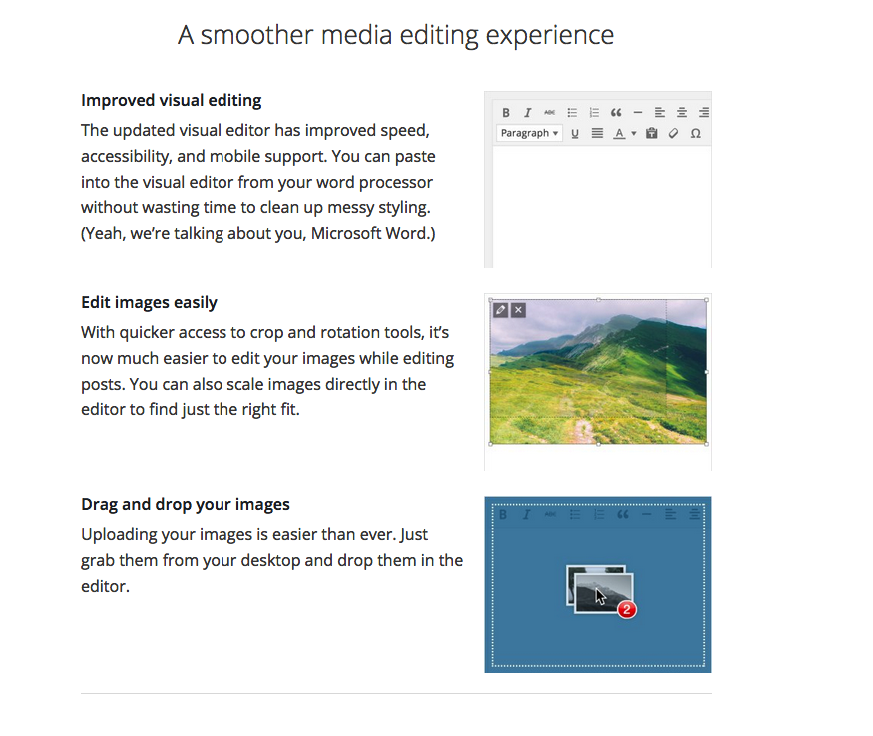 A smoother media editing experience
Improved visual editing
The updated visual editor has improved speed,
accessibility, and mobile support. You can paste
into the visual editor from your word processor
without wasting time to clean up messy styling.
(Yeah, we’re talking about you, Microsoft Word.)
B I ABC
Paragraph U A Ω
Edit images easily
With quicker access to crop and rotation tools, it’s
now much easier to edit your images while editing
posts. You can also scale images directly in the
editor to find just the right fit.
Drag and drop your images
Uploading your images is easier than ever. Just
grab them from your desktop and drop them in the
editor.
B I ABC
2